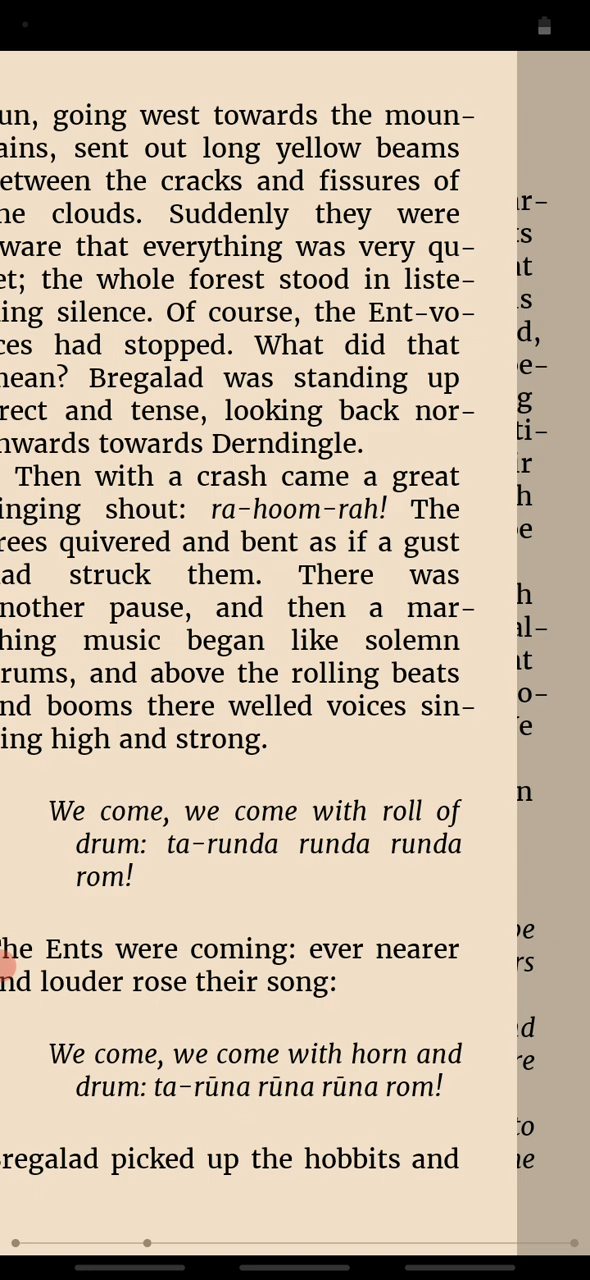 un, going west towards the moun-
ains, sent out long yellow beams
etween the cracks and fissures of
he clouds. Suddenly they were
ware that everything was very qu-
et; the whole forest stood in liste-
ing silence. Of course, the Ent-vo-
ces had stopped. What did that
mean? Bregalad was standing up
rect and tense, looking back nor-
hwards towards Derndingle.
Then with a crash came a great
inging shout: ra-hoom-rah! The
rees quivered and bent as if a gust
ad struck them. There was
nother pause, and then a mar-
hing music began like solemn
rums, and above the rolling beats
nd booms there welled voices sin-
ing high and strong.
We come, we come with roll of
drum: ta-runda runda runda
rom!
The Ents were coming: ever nearer
nd louder rose their song:
We come, we come with horn and
drum: ta-rūna rūna rūna rom!
Bregalad picked up the hobbits and